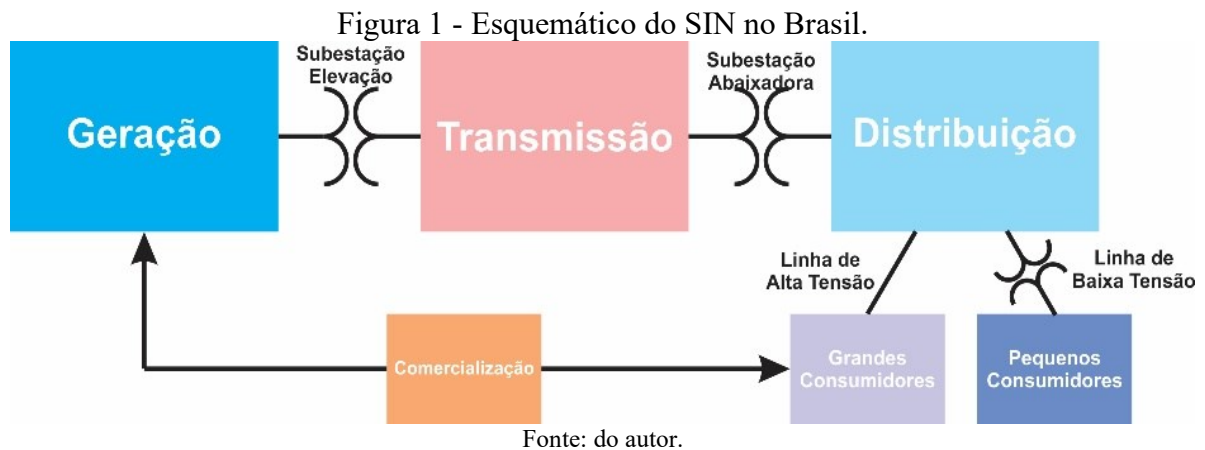 Figura 1 - Esquemático do SIN no Brasil.
Subestação
Elevação
Subestação
Abaixadora
Geração
Transmissão
Distribuição
Linha de
Alta Tensão
Linha de
Baixa Tensão
Comercialização
Grandes
Consumidores
Pequenos
Consumidores
Fonte: do autor.